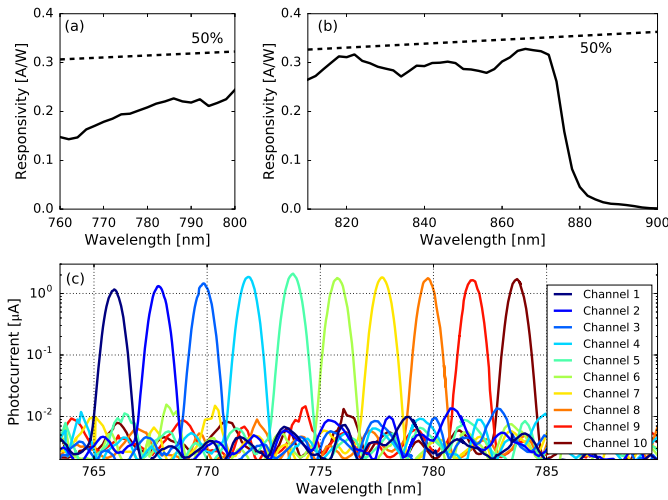 (a)
50%
Responsivity [A/W]
0.4
0.3
0.2
0.1
0.0
760 770 780 790 800
Wavelength [nm]
(b)
50%
Responsivity [A/W]
0.4
0.3
0.2
0.1
0.0
820 840 860 880 900
Wavelength [nm]
(c)
Photocurrent [μA]
10⁰
10⁻¹
10⁻²
765 770 775 780 785
Wavelength [nm]
Channel 1
Channel 2
Channel 3
Channel 4
Channel 5
Channel 6
Channel 7
Channel 8
Channel 9
Channel 10